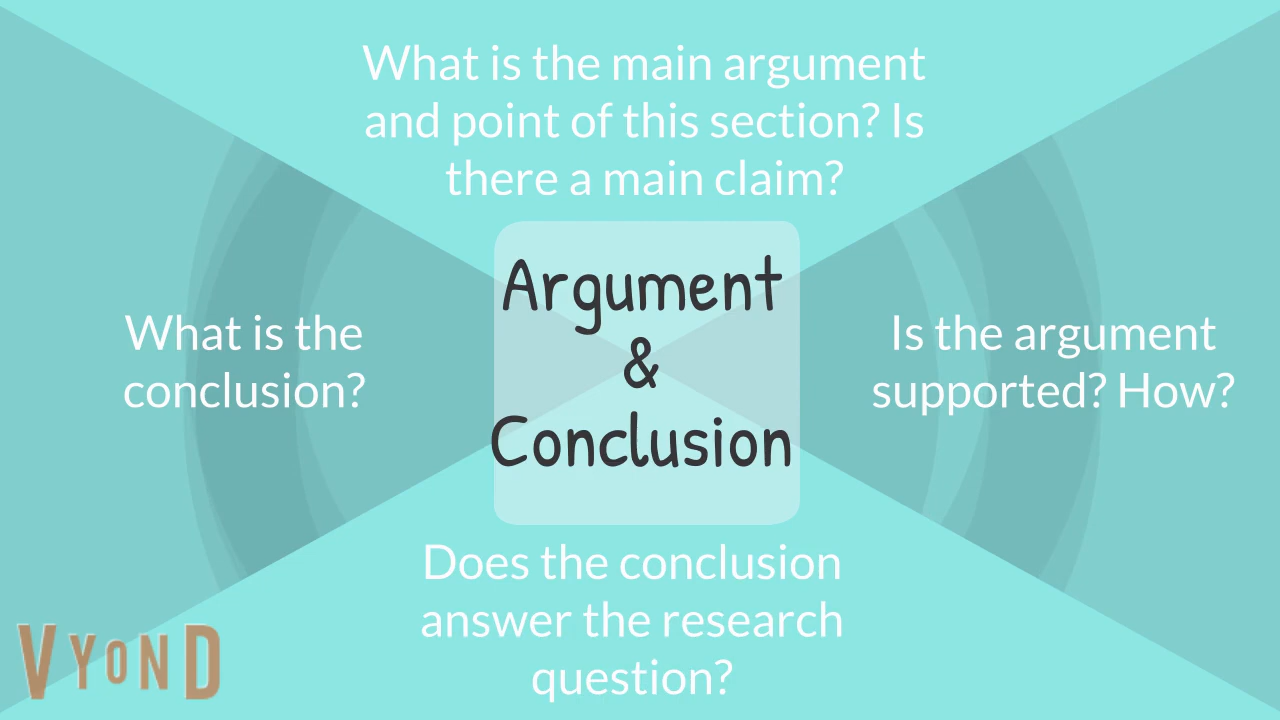 What is the main argument
and point of this section? Is
there a main claim?
Argument
&
Conclusion
What is the
conclusion?
Is the argument
supported? How?
Does the conclusion
answer the research
question?
VYOND